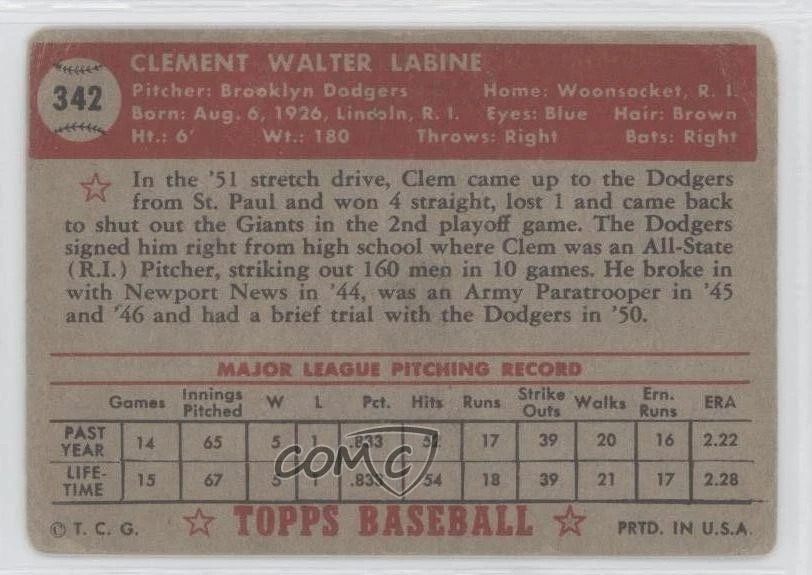 CLEMENT WALTER LABINE
342
Pitcher: Brooklyn Dodgers Home: Woonsocket, R. I.
Born: Aug. 6, 1926, Lincoln, R. I. Eyes: Blue Hair: Brown
Ht.: 6' Wt.: 180 Throws: Right Bats: Right
In the '51 stretch drive, Clem came up to the Dodgers
from St. Paul and won 4 straight, lost 1 and came back
to shut out the Giants in the 2nd playoff game. The Dodgers
signed him right from high school where Clem was an All-State
(R.I.) Pitcher, striking out 160 men in 10 games. He broke in
with Newport News in '44, was an Army Paratrooper in '45
and '46 and had a brief trial with the Dodgers in '50.
MAJOR LEAGUE PITCHING RECORD
Games Innings Pitched W L Pct. Hits Runs Strike Outs Walks Ern. Runs ERA
PAST YEAR 14 65 5 1 .833 52 17 39 20 16 2.22
LIFE-TIME 15 67 5 1 .833 54 18 39 21 17 2.28
COMC
© T. C. G. TOPPS BASEBALL PRTD. IN U.S.A.